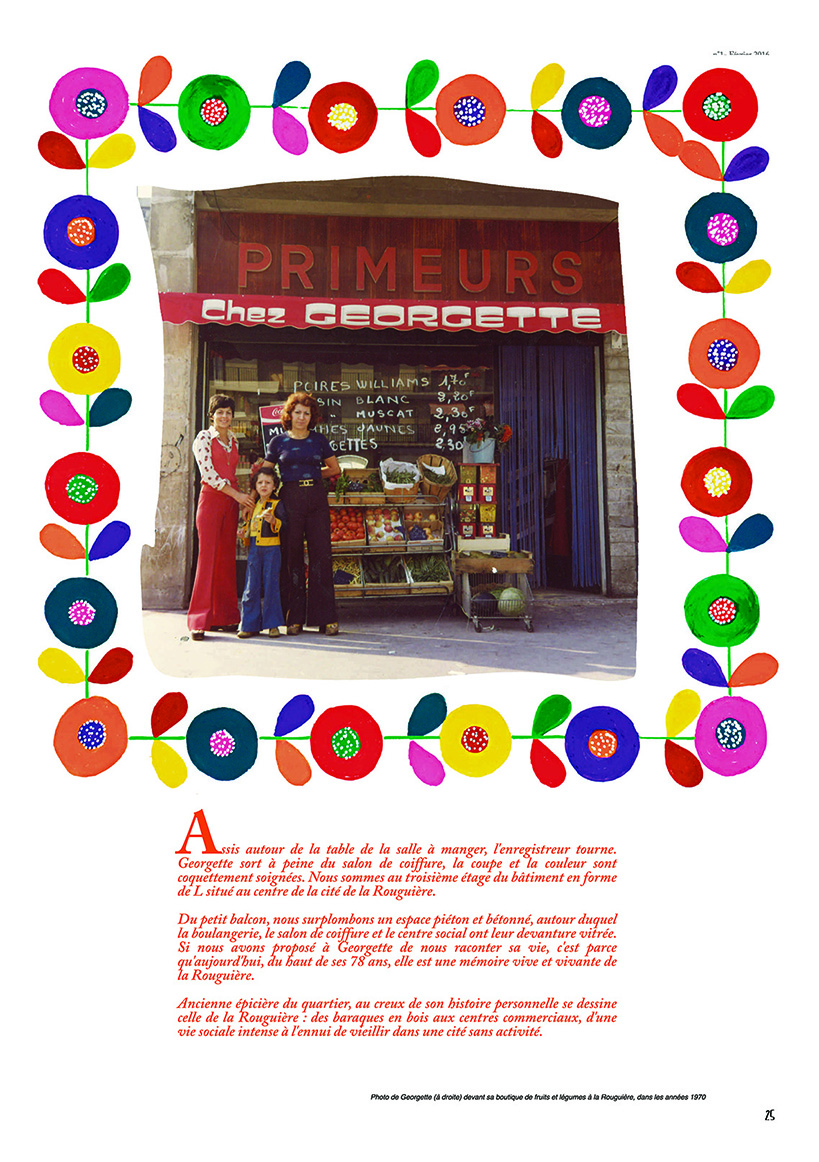 n°1- Février 2016
PRIMEURS
Chez GEORGETTE
POIRES WILLIAMS 1,70F
SIN BLANC 2,80F
" MUSCAT 2,30F
JAUNES
GETTES 2,30
Assis autour de la table de la salle à manger, l'enregistreur tourne.
Georgette sort à peine du salon de coiffure, la coupe et la couleur sont
coquettement soignées. Nous sommes au troisième étage du bâtiment en forme
de L situé au centre de la cité de la Rouguière.
Du petit balcon, nous surplombons un espace piéton et bétonné, autour duquel
la boulangerie, le salon de coiffure et le centre social ont leur devanture vitrée.
Si nous avons proposé à Georgette de nous raconter sa vie, c'est parce
qu'aujourd'hui, du haut de ses 78 ans, elle est une mémoire vive et vivante de
la Rouguière.
Ancienne épicière du quartier, au creux de son histoire personnelle se dessine
celle de la Rouguière : des baraques en bois aux centres commerciaux, d'une
vie sociale intense à l'ennui de vieillir dans une cité sans activité.
Photo de Georgette (à droite) devant sa boutique de fruits et légumes à la Rouguière, dans les années 1970
25